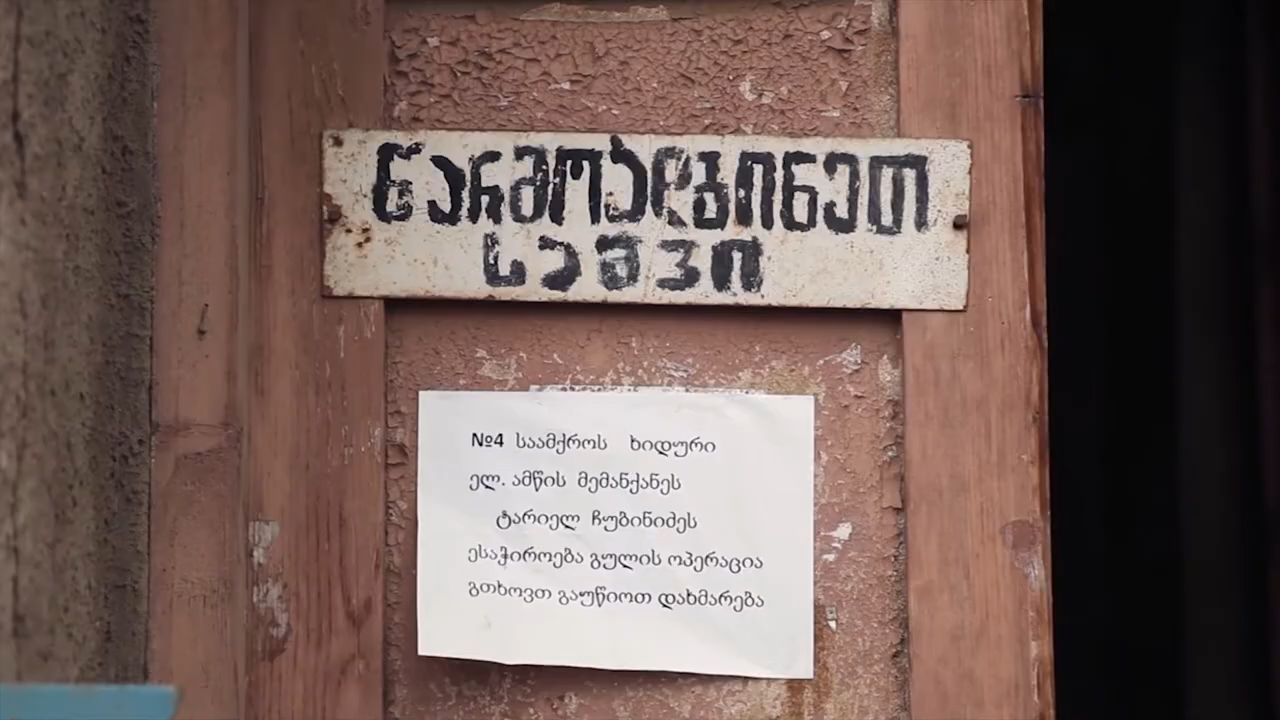 წარმოადგინეთ
საშვი
№4 საამქროს ხიდური
ელ. ამწის მემანქანეს
ტარიელ ჩუბინიძეს
ესაჭიროება გულის ოპერაცია
გთხოვთ გაუწიოთ დახმარება